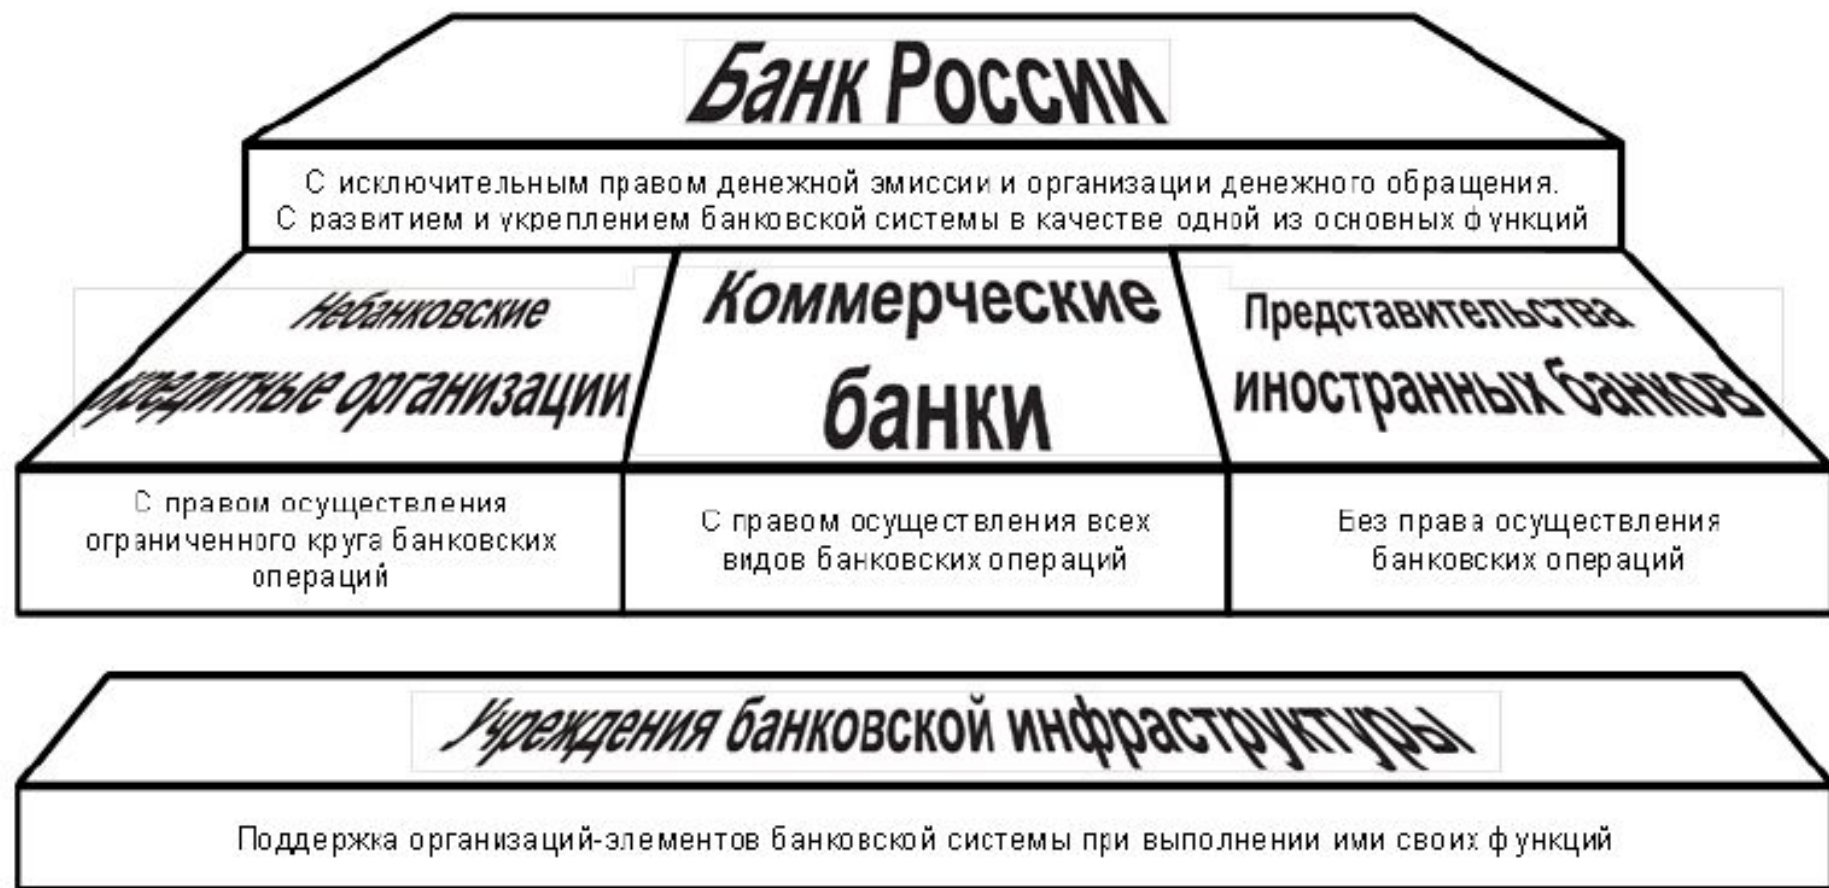 Банк России
С исключительным правом денежной эмиссии и организации денежного обращения.
С развитием и укреплением банковской системы в качестве одной из основных функций
Небанковские
кредитные организации
С правом осуществления
ограниченного круга банковских
операций
Коммерческие
банки
С правом осуществления всех
видов банковских операций
Представительства
иностранных банков
Без права осуществления
банковских операций
Учреждения банковской инфраструктуры
Поддержка организаций-элементов банковской системы при выполнении ими своих функций